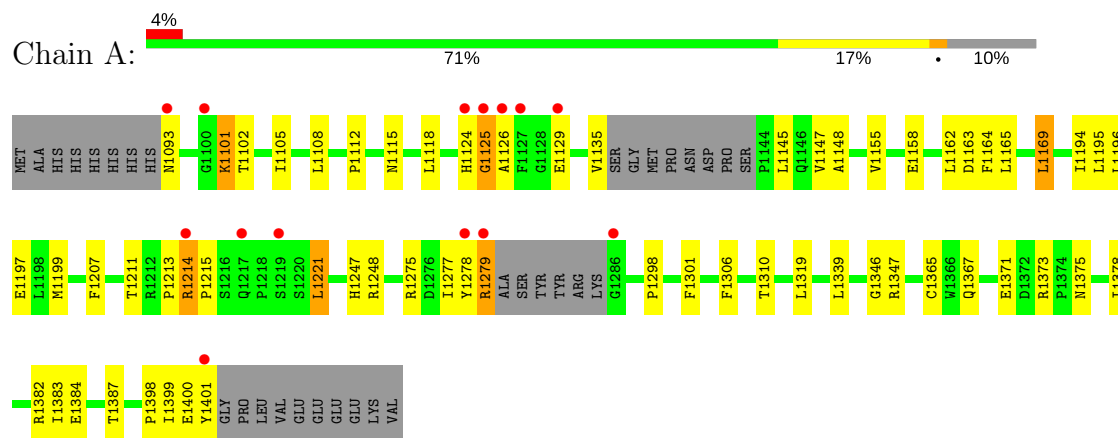 4%
Chain A:
71% 17% • 10%
MET ALA HIS HIS HIS HIS HIS HIS N1093 G1100 K1101 T1102 I1105 L1108 P1112 N1115 L1118 H1124 G1125 A1126 F1127 G1128 E1129 V1135 SER GLY MET PRO ASN ASP PRO SER P1144 L1145 Q1146 V1147 A1148 V1155 E1158 L1162 D1163 F1164 L1165 L1169 I1194 L1195 L1196
E1197 L1198 M1199 F1207 T1211 R1212 P1213 R1214 P1215 S1216 Q1217 P1218 S1219 S1220 L1221 H1247 R1248 R1275 D1276 I1277 Y1278 R1279 ALA SER TYR TYR ARG LYS G1286 P1298 F1301 F1306 T1310 L1319 L1339 G1346 R1347 C1365 W1366 Q1367 E1371 D1372 R1373 P1374 N1375
R1382 I1383 E1384 T1387 P1398 I1399 E1400 Y1401 GLY PRO LEU VAL GLU GLU GLU GLU LYS VAL